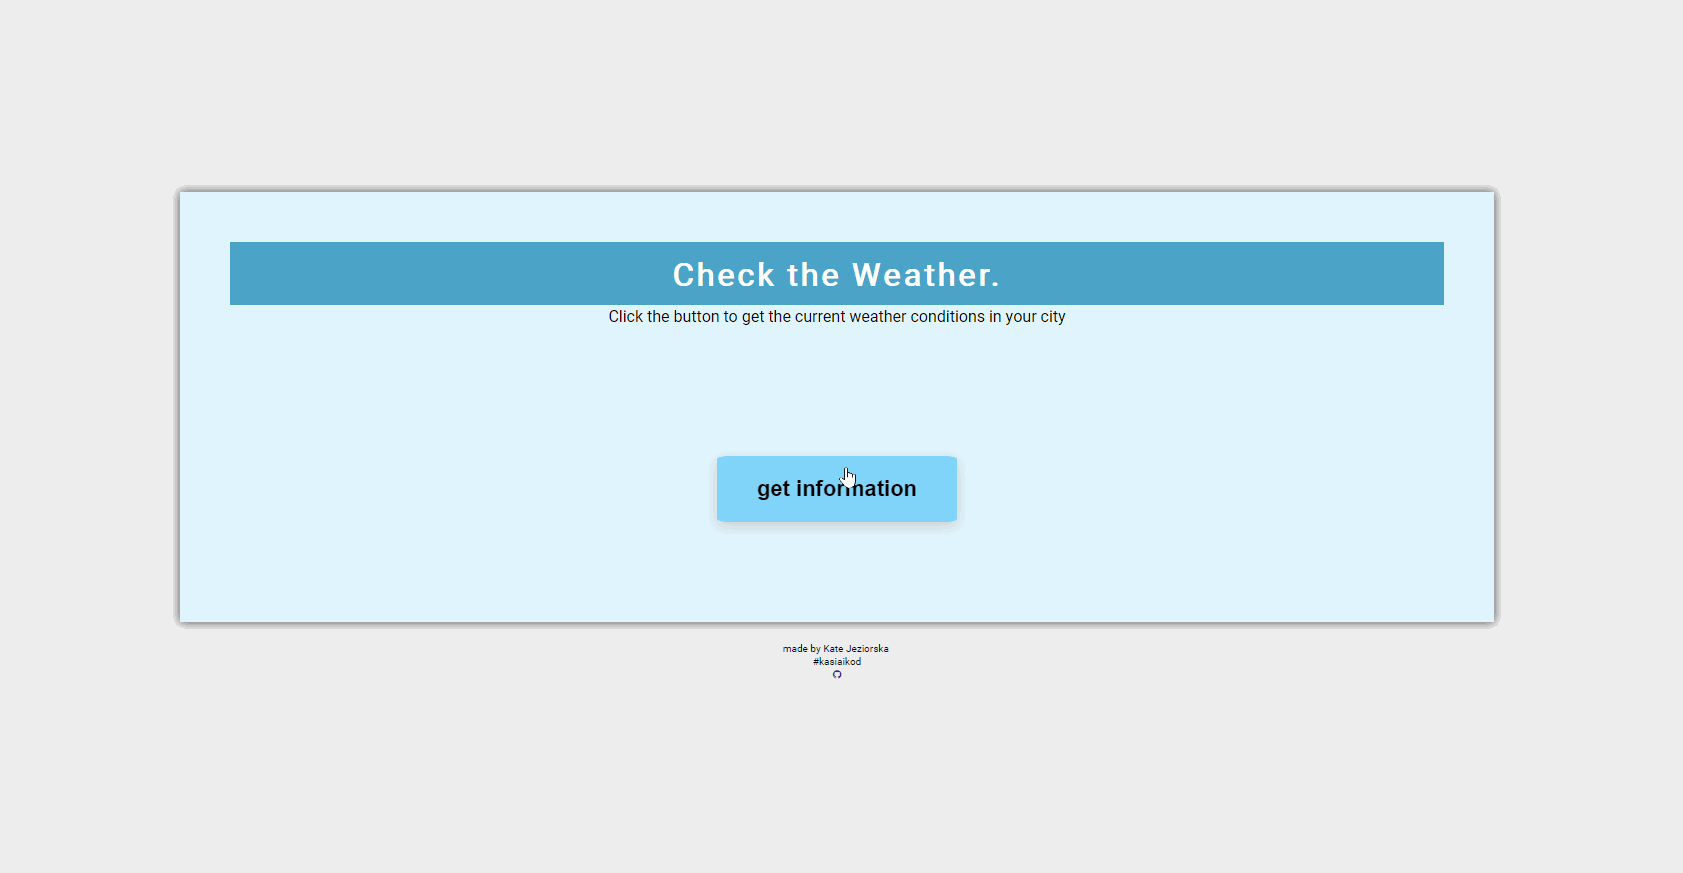 Check the Weather.
Click the button to get the current weather conditions in your city
get information
made by Kate Jeziorska
#kasiaikod